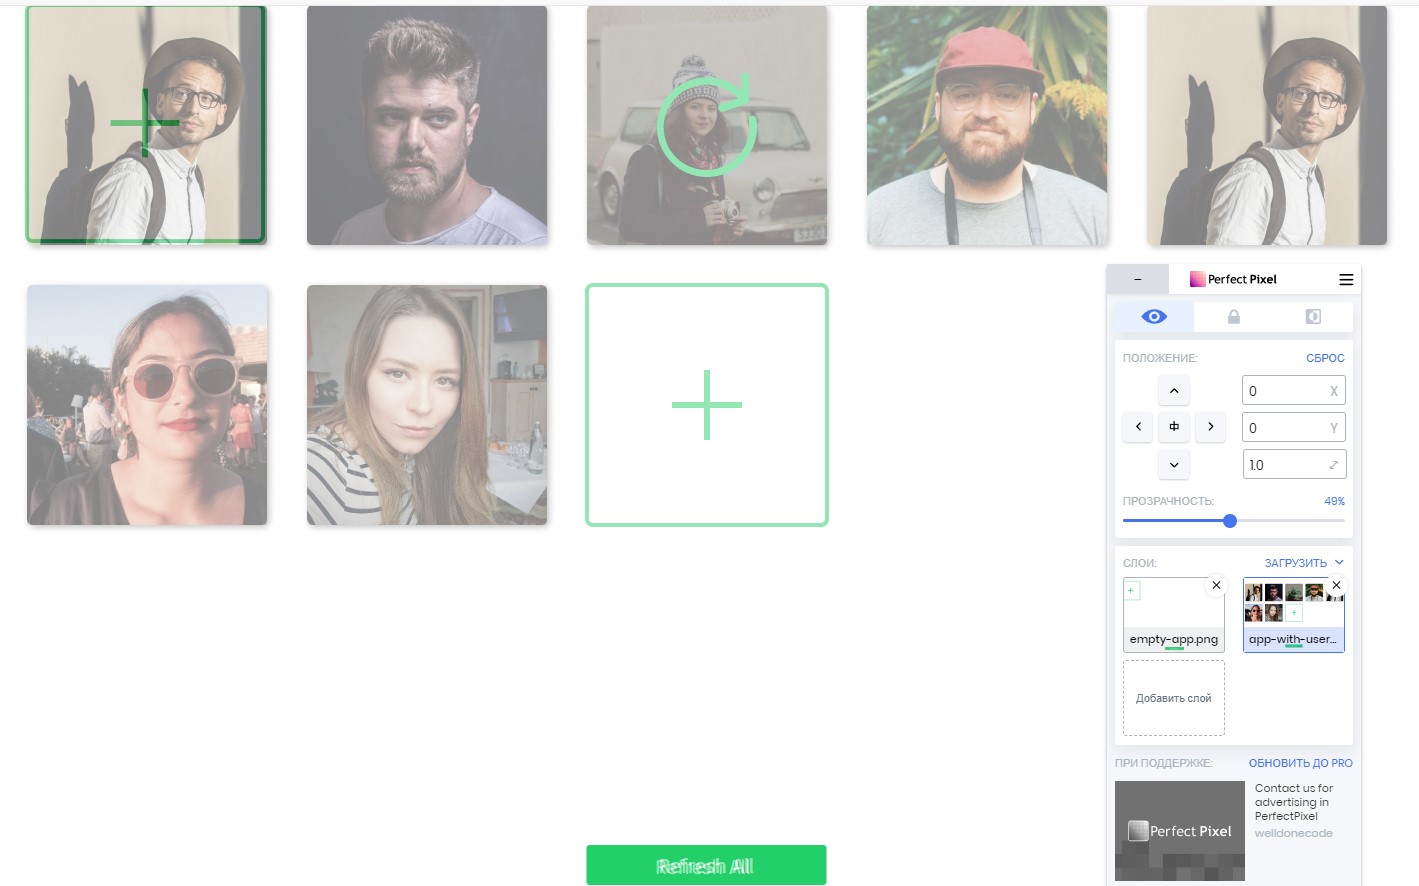 Perfect Pixel
ПОЛОЖЕНИЕ:
СБРОС
0
X
0
Y
1.0
ПРОЗРАЧНОСТЬ:
49%
СЛОИ:
ЗАГРУЗИТЬ
empty-app.png
app-with-user...
Добавить слой
ПРИ ПОДДЕРЖКЕ:
ОБНОВИТЬ ДО PRO
Perfect Pixel
Contact us for
advertising in
PerfectPixel
welldonecode
Refresh All